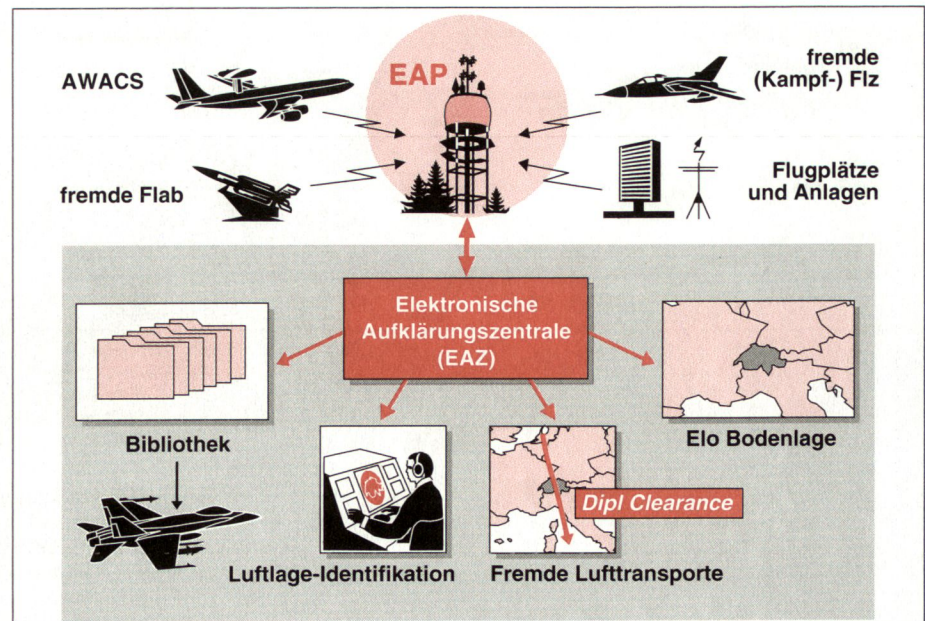 AWACS
EAP
fremde
(Kampf-) Flz
fremde Flab
Flugplätze
und Anlagen
Elektronische
Aufklärungszentrale
(EAZ)
Bibliothek
Elo Bodenlage
Dipl Clearance
Luftlage-Identifikation
Fremde Lufttransporte